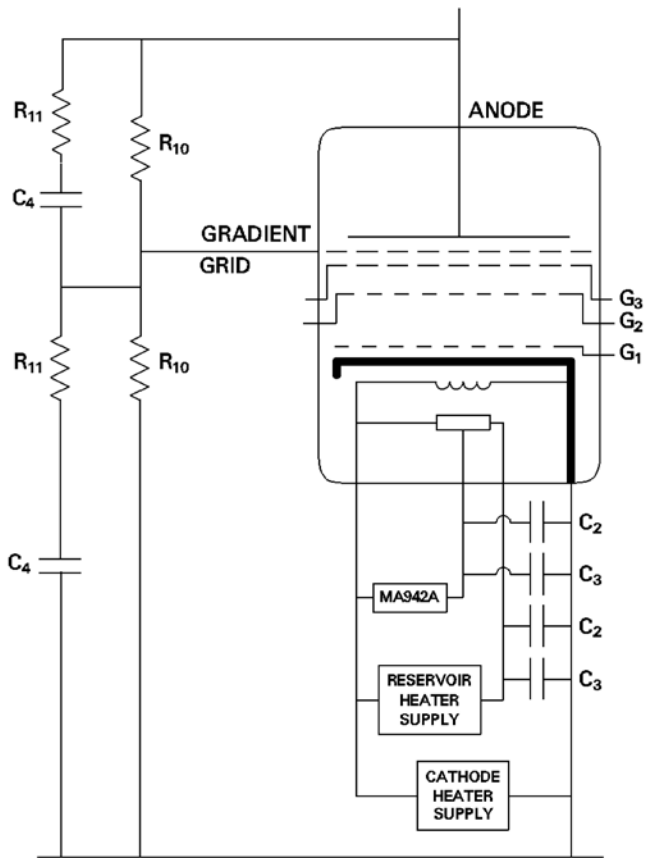 ANODE
R11
R10
C4
GRADIENT
GRID
G3
G2
G1
R11
R10
C2
C4
C3
MA942A
C2
RESERVOIR
HEATER
SUPPLY
C3
CATHODE
HEATER
SUPPLY